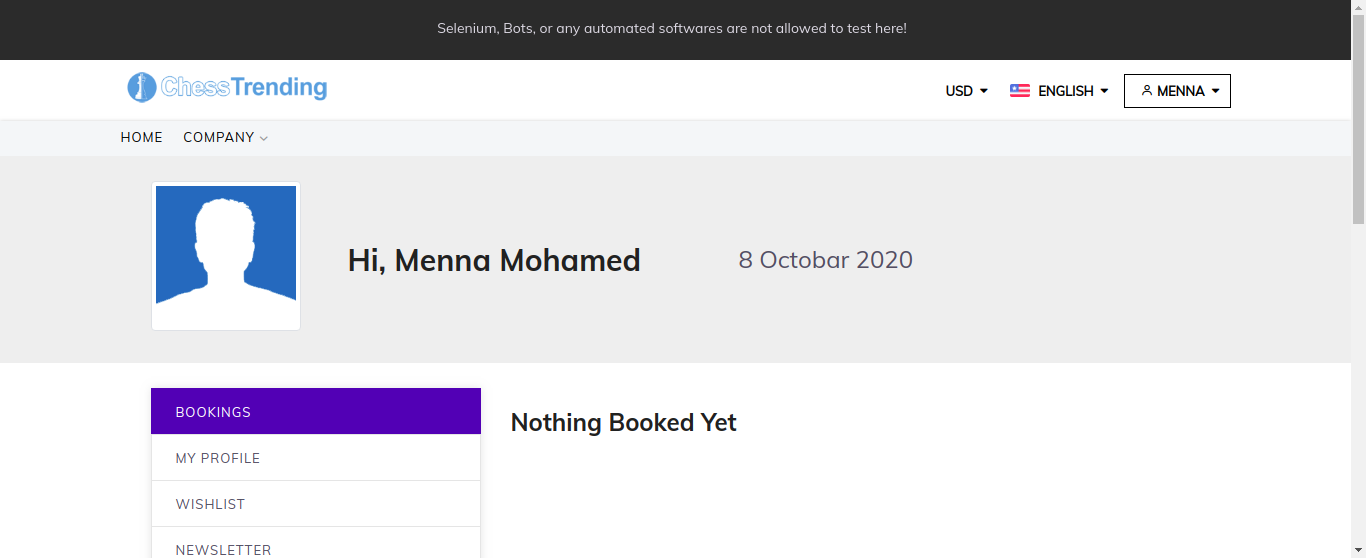 Selenium, Bots, or any automated softwares are not allowed to test here!
ChessTrending
USD ENGLISH MENNA
HOME COMPANY
Hi, Menna Mohamed 8 Octobar 2020
BOOKINGS
Nothing Booked Yet
MY PROFILE
WISHLIST
NEWSLETTER